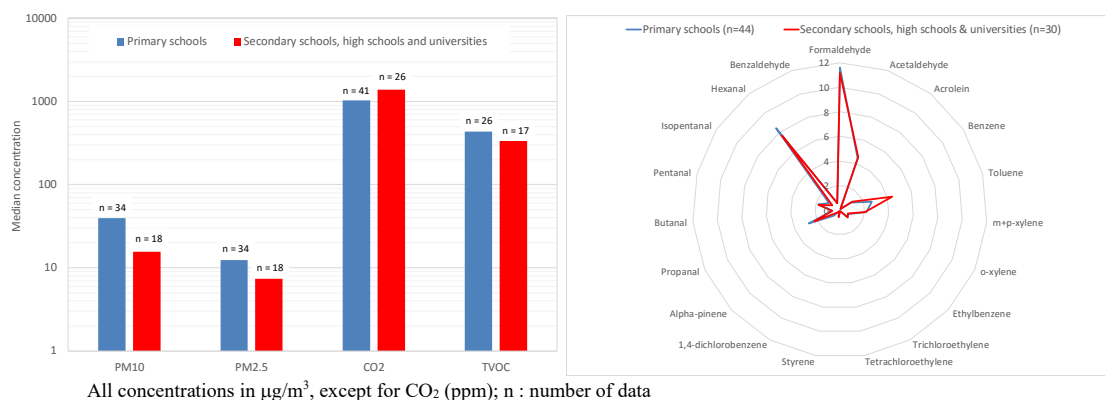 10000
1000
100
10
1
Median concentration
Primary schools
Secondary schools, high schools and universities
n = 34
n = 18
n = 34
n = 18
n = 41
n = 26
n = 26
n = 17
PM10
PM2.5
CO2
TVOC
Primary schools (n=44)
Secondary schools, high schools & universities (n=30)
Formaldehyde
Acetaldehyde
Acrolein
Benzene
Toluene
m+p-xylene
o-xylene
Ethylbenzene
Trichloroethylene
Tetrachloroethylene
Styrene
1,4-dichlorobenzene
Alpha-pinene
Propanal
Butanal
Pentanal
Isopentanal
Hexanal
Benzaldehyde
12
10
8
6
4
2
All concentrations in µg/m³, except for CO₂ (ppm); n : number of data